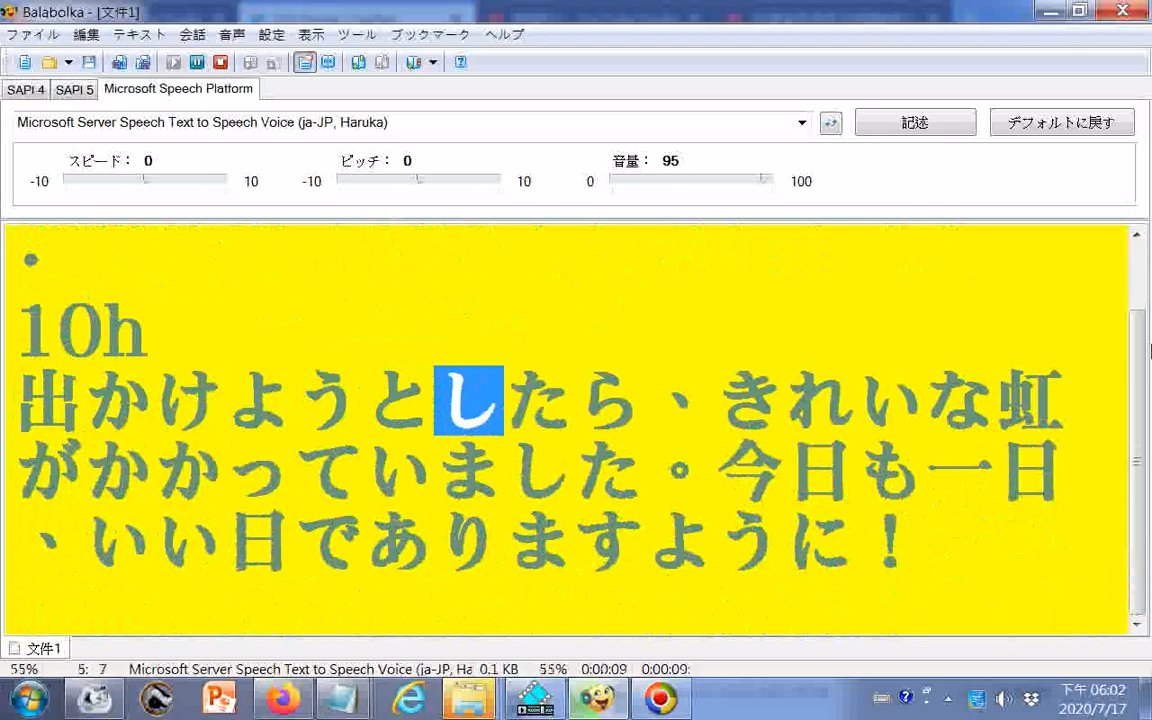 Balabolka - [文件1]
ファイル 編集 テキスト 会話 音声 設定 表示 ツール ブックマーク ヘルプ
SAPI 4 SAPI 5 Microsoft Speech Platform
Microsoft Server Speech Text to Speech Voice (ja-JP, Haruka) 記述 デフォルトに戻す
スピード： 0 ピッチ： 0 音量： 95
-10 10 -10 10 0 100
10h
出かけようとしたら、きれいな虹
がかかっていました。今日も一日
、いい日でありますように！
文件1
55% 5: 7 Microsoft Server Speech Text to Speech Voice (ja-JP, Ha 0.1 KB 55% 0:00:09 0:00:09:
下午 06:02
2020/7/17